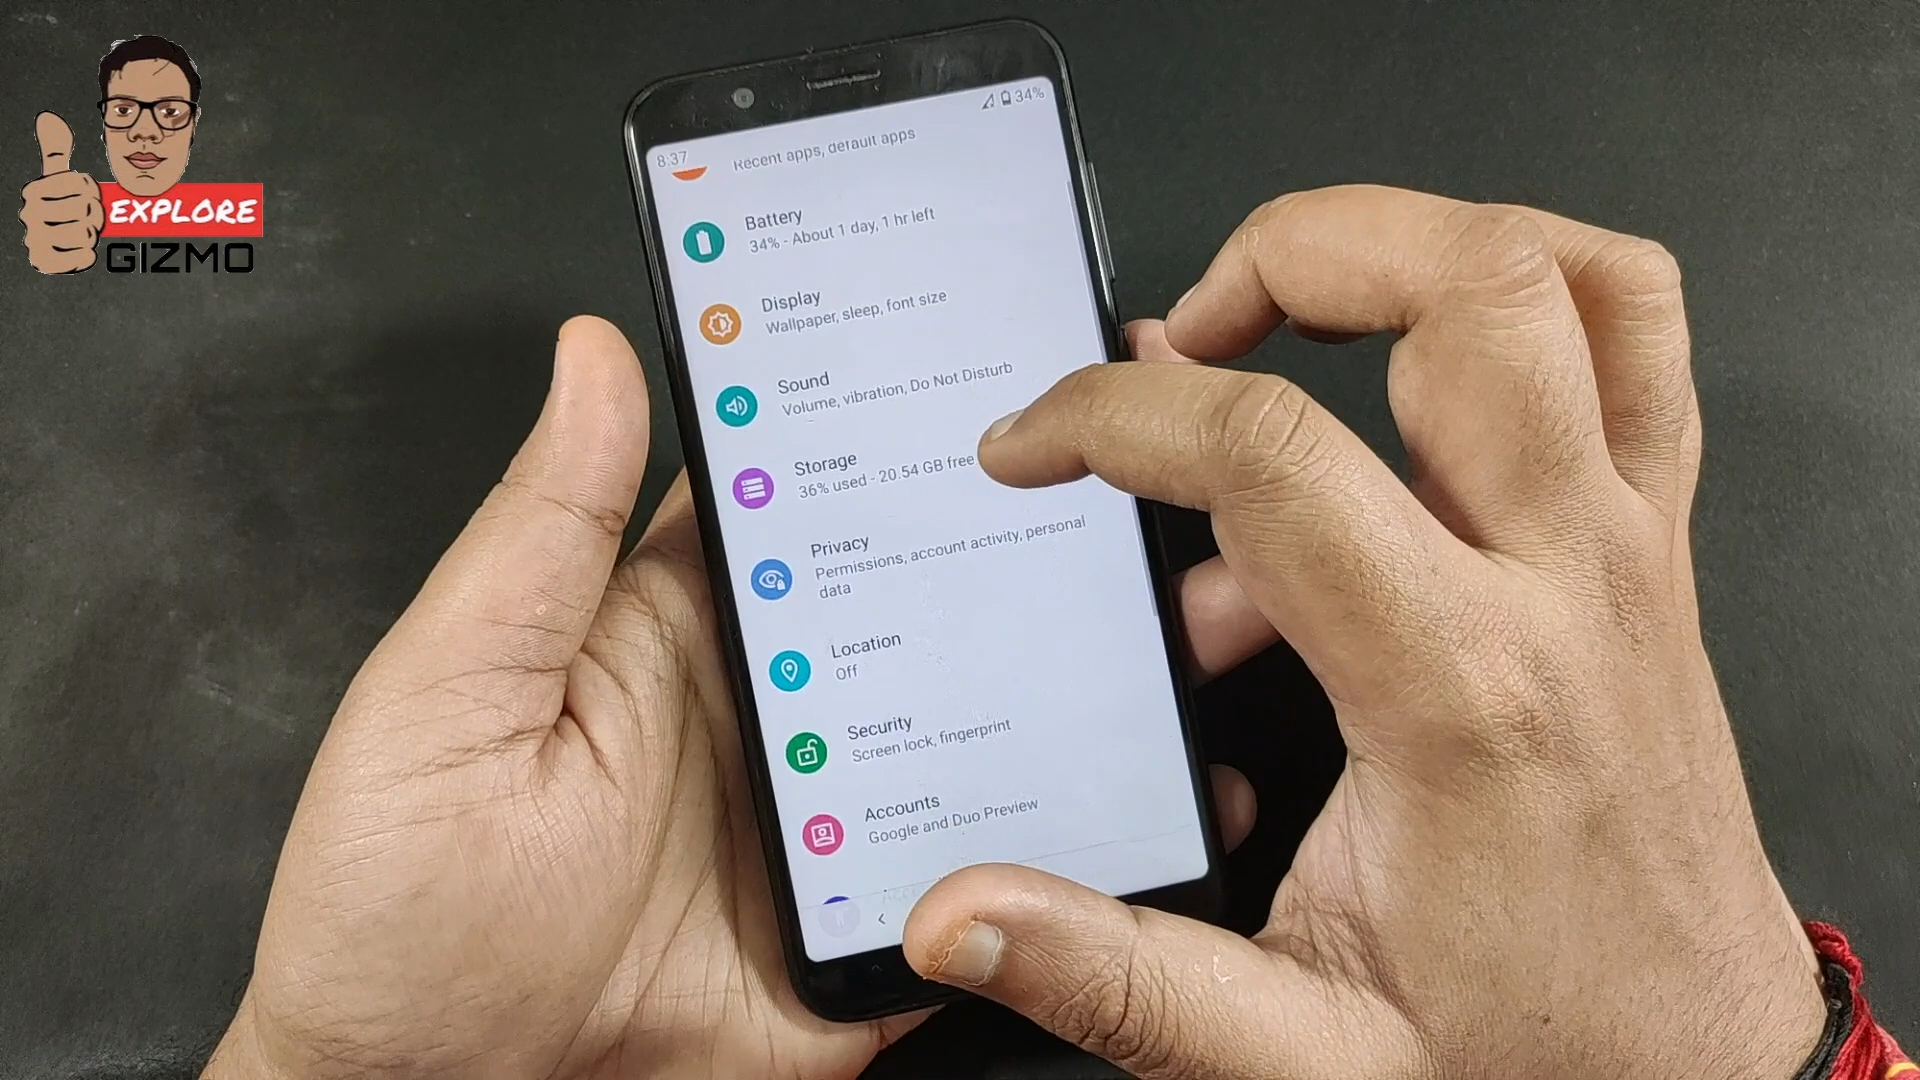 EXPLORE
GIZMO
8:37
34%
Recent apps, default apps
Battery
34% - About 1 day, 1 hr left
Display
Wallpaper, sleep, font size
Sound
Volume, vibration, Do Not Disturb
Storage
36% used - 20.54 GB free
Privacy
Permissions, account activity, personal
data
Location
Off
Security
Screen lock, fingerprint
Accounts
Google and Duo Preview